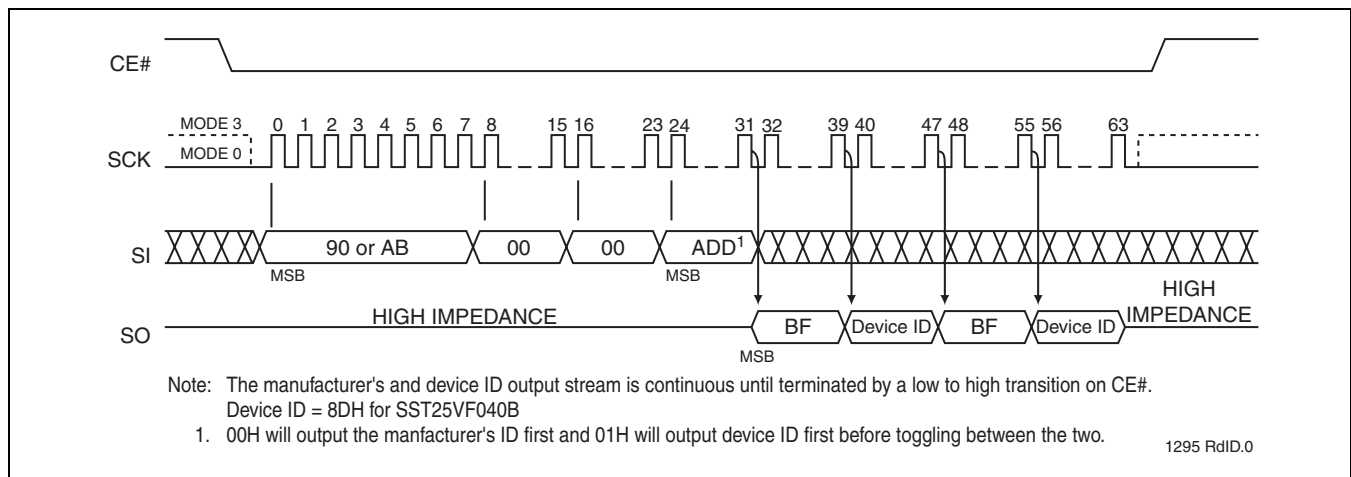 CE#
MODE 3 0 1 2 3 4 5 6 7 8 15 16 23 24 31 32 39 40 47 48 55 56 63
SCK MODE 0
SI 90 or AB 00 00 ADD1
MSB MSB
HIGH IMPEDANCE HIGH IMPEDANCE
SO BF Device ID BF Device ID
MSB
Note: The manufacturer's and device ID output stream is continuous until terminated by a low to high transition on CE#.
Device ID = 8DH for SST25VF040B
1. 00H will output the manfacturer's ID first and 01H will output device ID first before toggling between the two.
1295 RdID.0